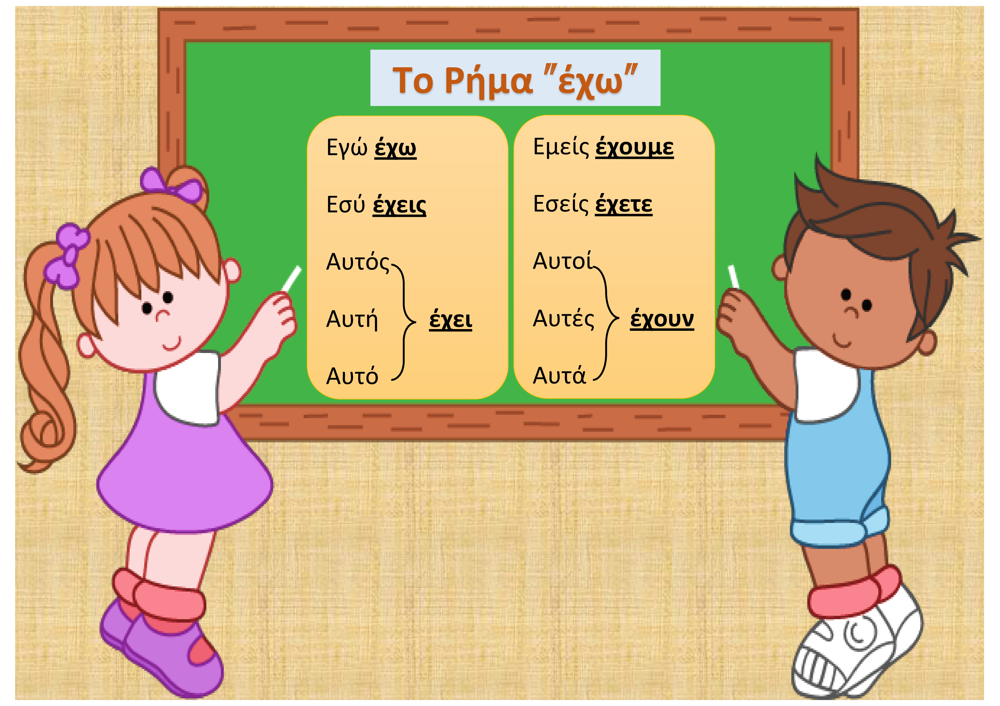 Το Ρήμα "έχω"
Εγώ έχω
Εσύ έχεις
Αυτός
Αυτή έχει
Αυτό
Εμείς έχουμε
Εσείς έχετε
Αυτοί
Αυτές έχουν
Αυτά